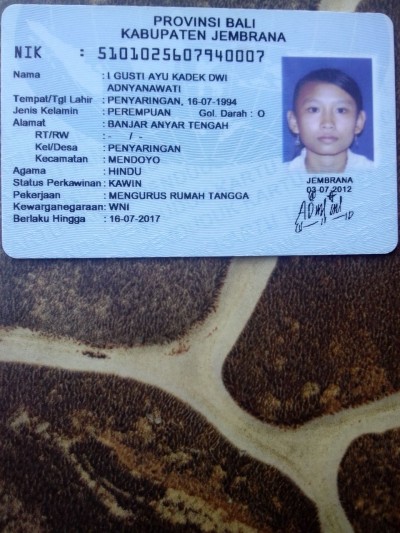 PROVINSI BALI
KABUPATEN JEMBRANA
NIK : 5101025607940007
Nama : I GUSTI AYU KADEK DWI
ADNYANAWATI
Tempat/Tgl Lahir : PENYARINGAN, 16-07-1994
Jenis Kelamin : PEREMPUAN Gol. Darah : O
Alamat : BANJAR ANYAR TENGAH
RT/RW : - / -
Kel/Desa : PENYARINGAN
Kecamatan : MENDOYO
Agama : HINDU
Status Perkawinan : KAWIN
Pekerjaan : MENGURUS RUMAH TANGGA
Kewarganegaraan : WNI
Berlaku Hingga : 16-07-2017
JEMBRANA
03-07-2012